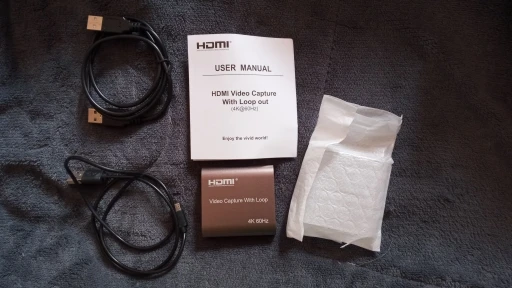 HDMI
USER MANUAL
HDMI Video Capture
With Loop out
(4K@60Hz)
Enjoy the vivid world!
HDMI
Video Capture With Loop
4K 60Hz